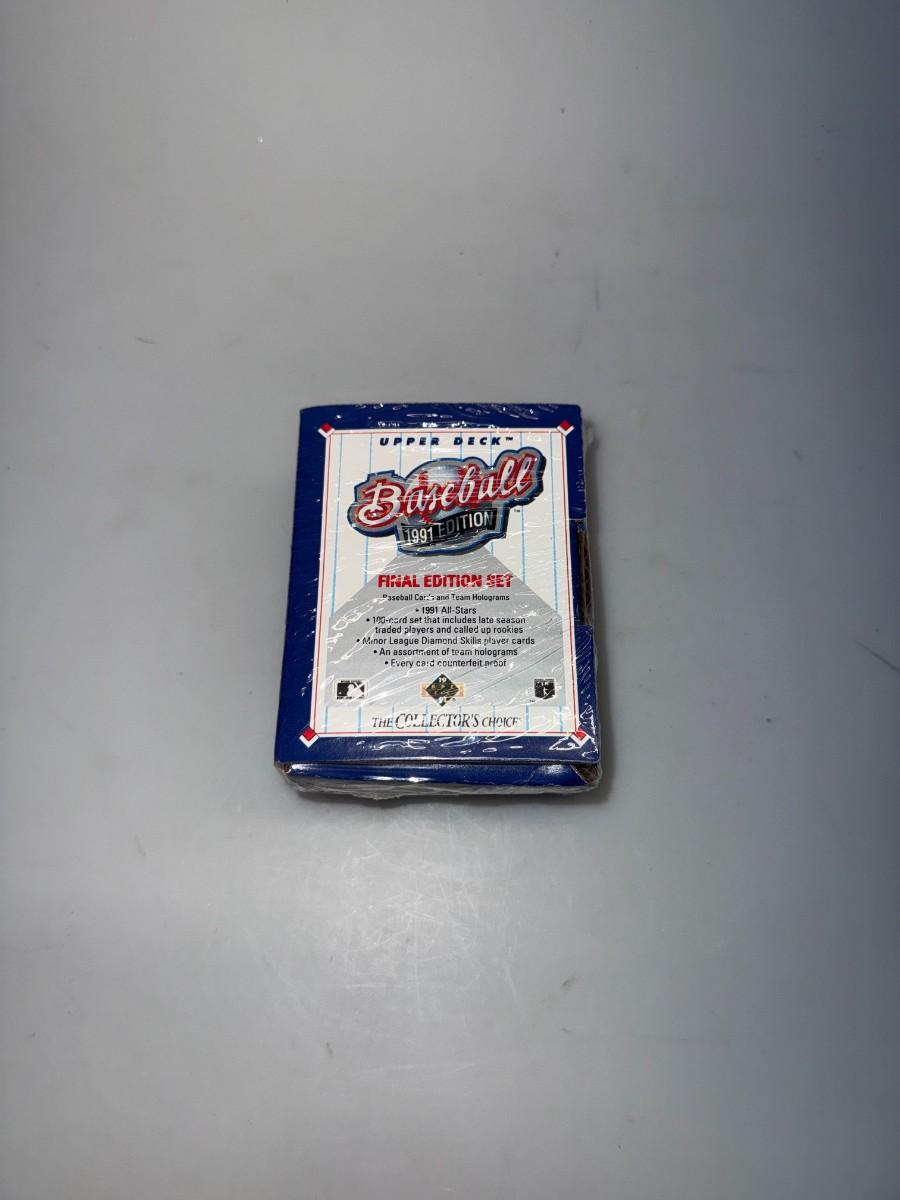 UPPER DECK™
Baseball™
1991 EDITION
FINAL EDITION SET
Baseball Cards and Team Holograms
• 1991 All-Stars
• 100-card set that includes late season
traded players and called up rookies
• Minor League Diamond Skills player cards
• An assortment of team holograms
• Every card counterfeit proof
THE COLLECTOR'S CHOICE